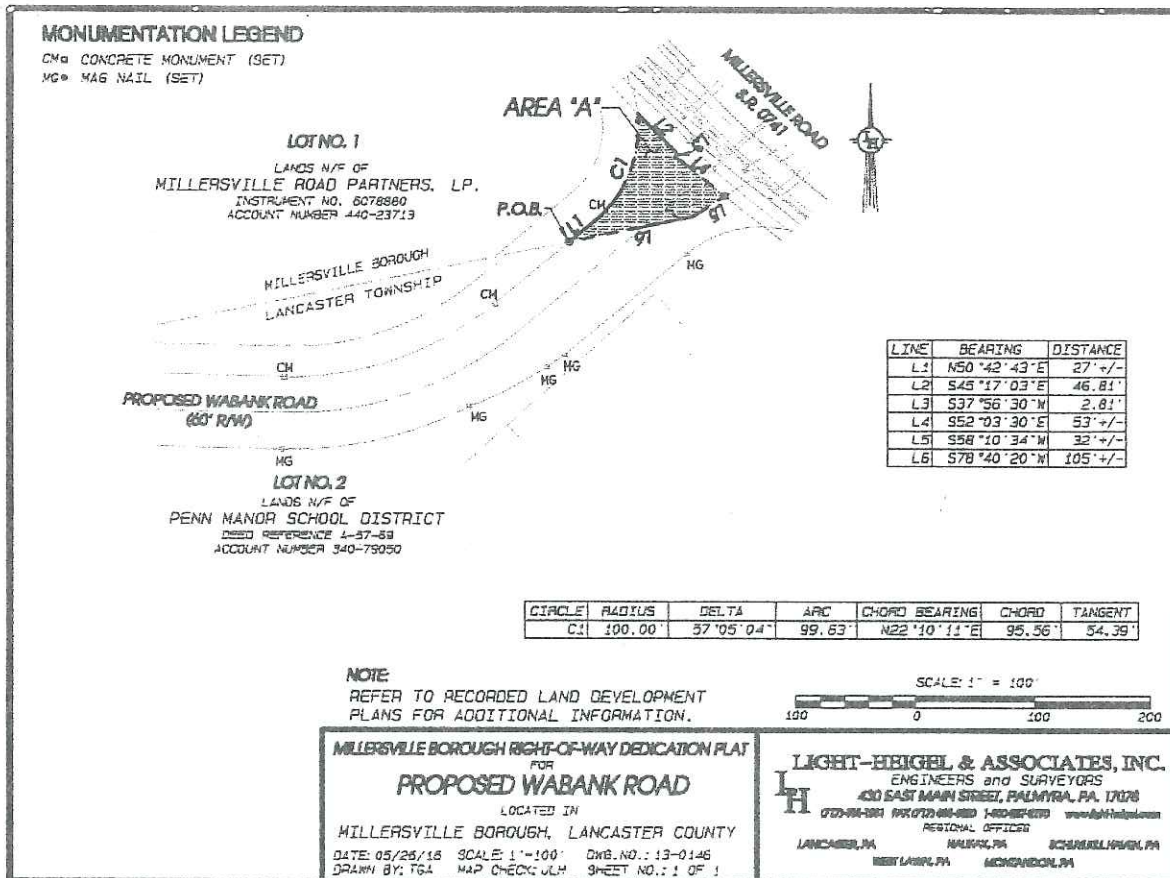 MONUMENTATION LEGEND
CM CONCRETE MONUMENT (SET)
MG MAG NAIL (SET)
MILLERSVILLE ROAD
S.R. 0741
AREA "A"
LOT NO. 1
LANDS N/F OF
MILLERSVILLE ROAD PARTNERS, LP.
INSTRUMENT NO. 6078880
ACCOUNT NUMBER 440-23713
P.O.B.
L1
C1
CM
L2
L3
L4
L5
L6
MG
MILLERSVILLE BOROUGH
LANCASTER TOWNSHIP
CM
CM
MG
MG
MG
MG
PROPOSED WABANK ROAD
(60' R/W)
LOT NO. 2
LANDS N/F OF
PENN MANOR SCHOOL DISTRICT
DEED REFERENCE A-57-69
ACCOUNT NUMBER 340-79050
LINE BEARING DISTANCE
L1 N50°42'43"E 27'+/-
L2 S45°17'03"E 46.81'
L3 S37°56'30"W 2.81'
L4 S52°03'30"E 53'+/-
L5 S58°10'34"W 32'+/-
L6 S78°40'20"W 105'+/-
CIRCLE RADIUS DELTA ARC CHORD BEARING CHORD TANGENT
C1 100.00' 57°05'04" 99.63' N22°10'11"E 95.56' 54.39'
NOTE:
REFER TO RECORDED LAND DEVELOPMENT
PLANS FOR ADDITIONAL INFORMATION.
SCALE: 1" = 100'
100 0 100 200
MILLERSVILLE BOROUGH RIGHT-OF-WAY DEDICATION PLAT
FOR
PROPOSED WABANK ROAD
LOCATED IN
MILLERSVILLE BOROUGH, LANCASTER COUNTY
DATE: 05/26/16 SCALE: 1"=100' DWG.NO.: 13-0146
DRAWN BY: TGA MAP CHECK: JLH SHEET NO.: 1 OF 1
LH
LIGHT-HEIGEL & ASSOCIATES, INC.
ENGINEERS and SURVEYORS
430 EAST MAIN STREET, PALMYRA, PA. 17078
REGIONAL OFFICES
LANCASTER, PA HALIFAX, PA SCHUYLKILL HAVEN, PA
WEST LAWN, PA MCEWENSVILLE, PA